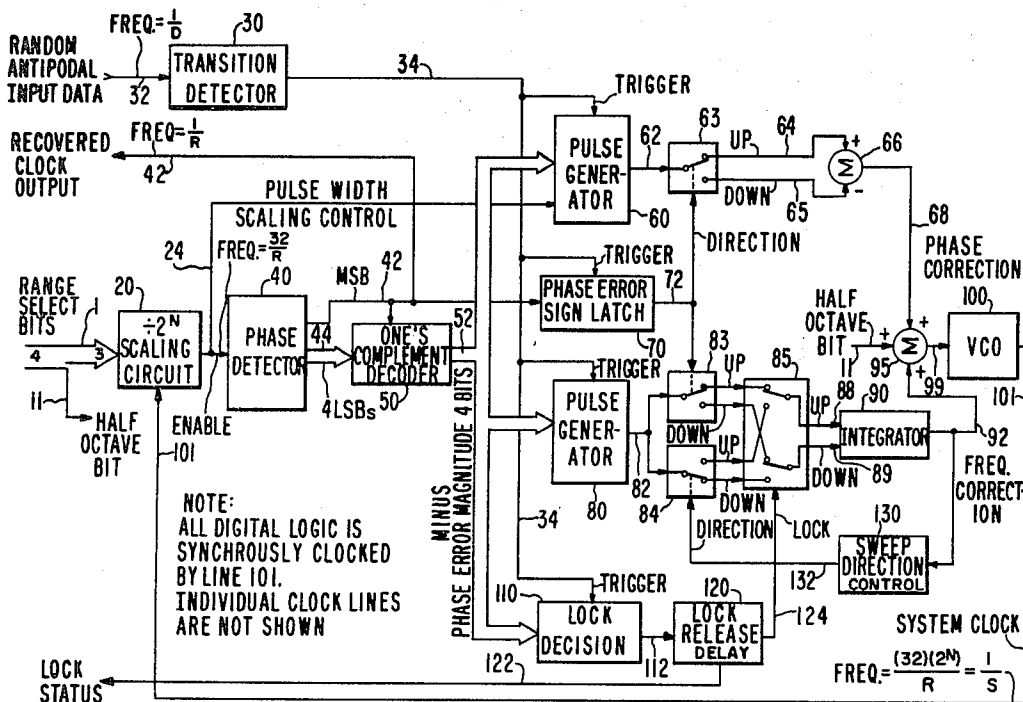 FREQ.= 1/D
30
RANDOM
ANTIPODAL
INPUT DATA
32
TRANSITION
DETECTOR
34
TRIGGER
FREQ= 1/R
RECOVERED
CLOCK
OUTPUT
42
PULSE
GENER-
ATOR
60
62
63
UP
64
DOWN
65
+
M
-
66
68
PULSE WIDTH
SCALING CONTROL
24
FREQ.= 32/R
DIRECTION
PHASE
CORRECTION
RANGE
SELECT
BITS
1
4
3
20
÷2^N
SCALING
CIRCUIT
40
PHASE
DETECTOR
MSB
42
44
4LSBs
ONE'S
COMPLEMENT
DECODER
50
52
TRIGGER
PHASE ERROR
SIGN LATCH
70
72
HALF
OCTAVE
BIT
11
+
+
M
+
95
99
100
VCO
101
11
HALF
OCTAVE
BIT
ENABLE
101
TRIGGER
PULSE
GENER-
ATOR
80
82
83
UP
DOWN
UP
DOWN
84
85
UP
88
DOWN
89
90
INTEGRATOR
92
FREQ.
CORRECT-
ION
DIRECTION
LOCK
130
SWEEP
DIRECTION
CONTROL
132
MINUS
PHASE ERROR MAGNITUDE 4 BITS
34
NOTE:
ALL DIGITAL LOGIC IS
SYNCHROUSLY CLOCKED
BY LINE 101.
INDIVIDUAL CLOCK LINES
ARE NOT SHOWN
TRIGGER
110
LOCK
DECISION
112
120
LOCK
RELEASE
DELAY
124
122
LOCK
STATUS
SYSTEM CLOCK
FREQ.= (32)(2^N)/R = 1/S